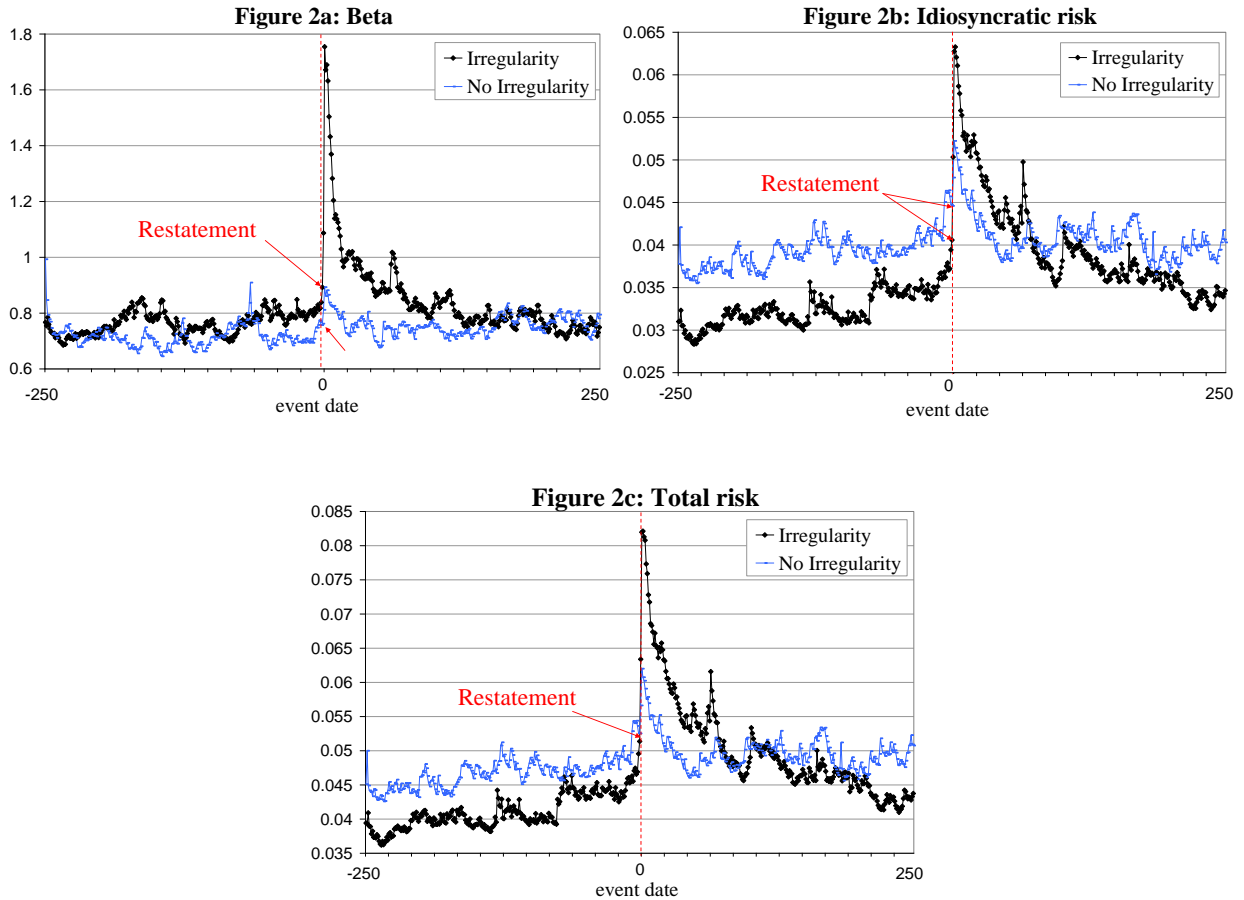 Figure 2a: Beta
1.8
1.6
1.4
1.2
1
0.8
0.6
Irregularity
No Irregularity
Restatement
-250
0
250
event date
Figure 2b: Idiosyncratic risk
0.065
0.06
0.055
0.05
0.045
0.04
0.035
0.03
0.025
Irregularity
No Irregularity
Restatement
-250
0
250
event date
Figure 2c: Total risk
0.085
0.08
0.075
0.07
0.065
0.06
0.055
0.05
0.045
0.04
0.035
Irregularity
No Irregularity
Restatement
-250
0
250
event date